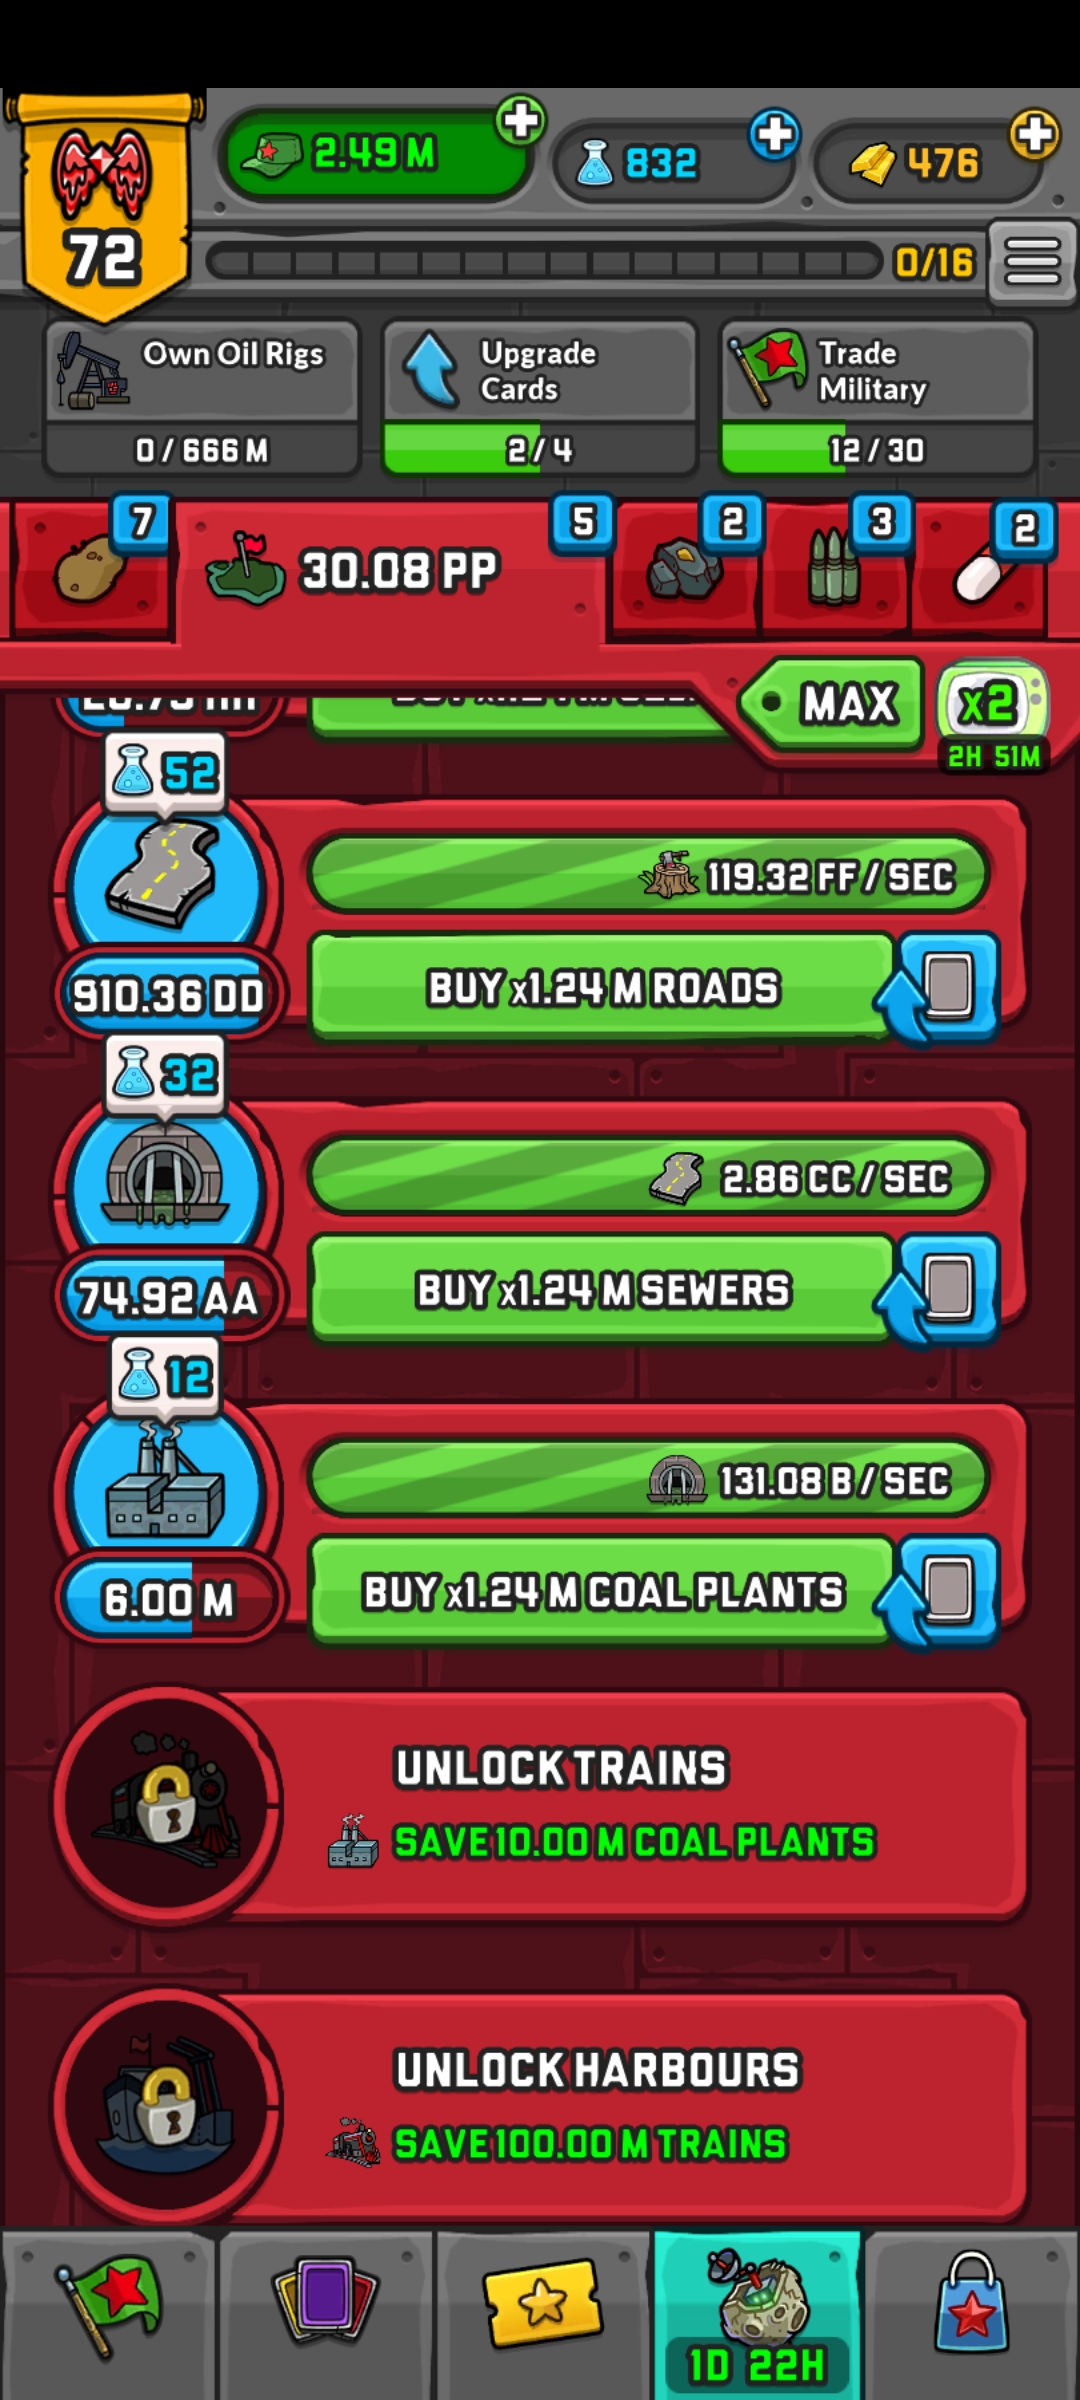 2.49 M
832
476
72
0/16
Own Oil Rigs
0 / 666 M
Upgrade
Cards
2 / 4
Trade
Military
12 / 30
7
30.08 PP
5
2
3
2
MAX
x2
2H 51M
52
119.32 FF / SEC
910.36 DD
BUY x1.24 M ROADS
32
2.86 CC / SEC
74.92 AA
BUY x1.24 M SEWERS
12
131.08 B / SEC
6.00 M
BUY x1.24 M COAL PLANTS
UNLOCK TRAINS
SAVE 10.00 M COAL PLANTS
UNLOCK HARBOURS
SAVE 100.00 M TRAINS
1D 22H